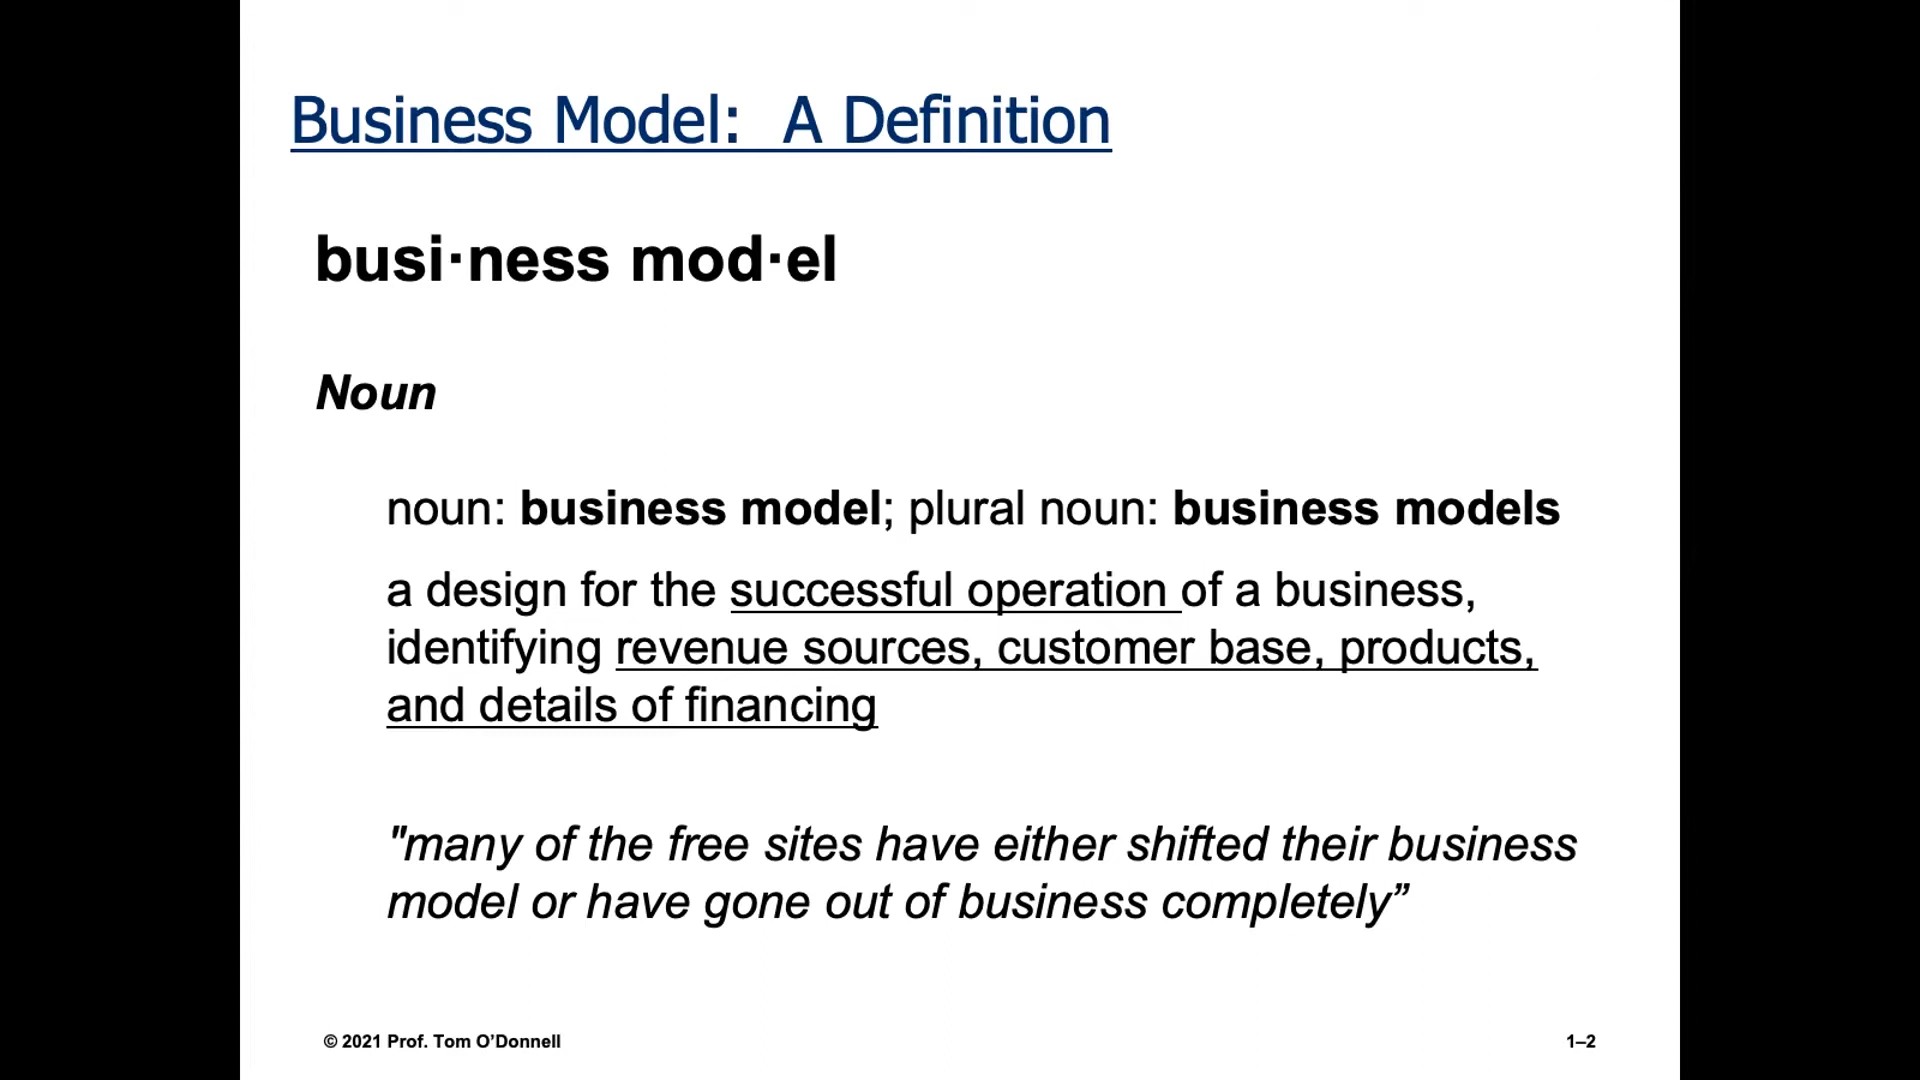 Business Model:  A Definition
busi·ness mod·el
Noun
noun: business model; plural noun: business models
a design for the successful operation of a business,
identifying revenue sources, customer base, products,
and details of financing
"many of the free sites have either shifted their business
model or have gone out of business completely”
© 2021 Prof. Tom O’Donnell
1–2